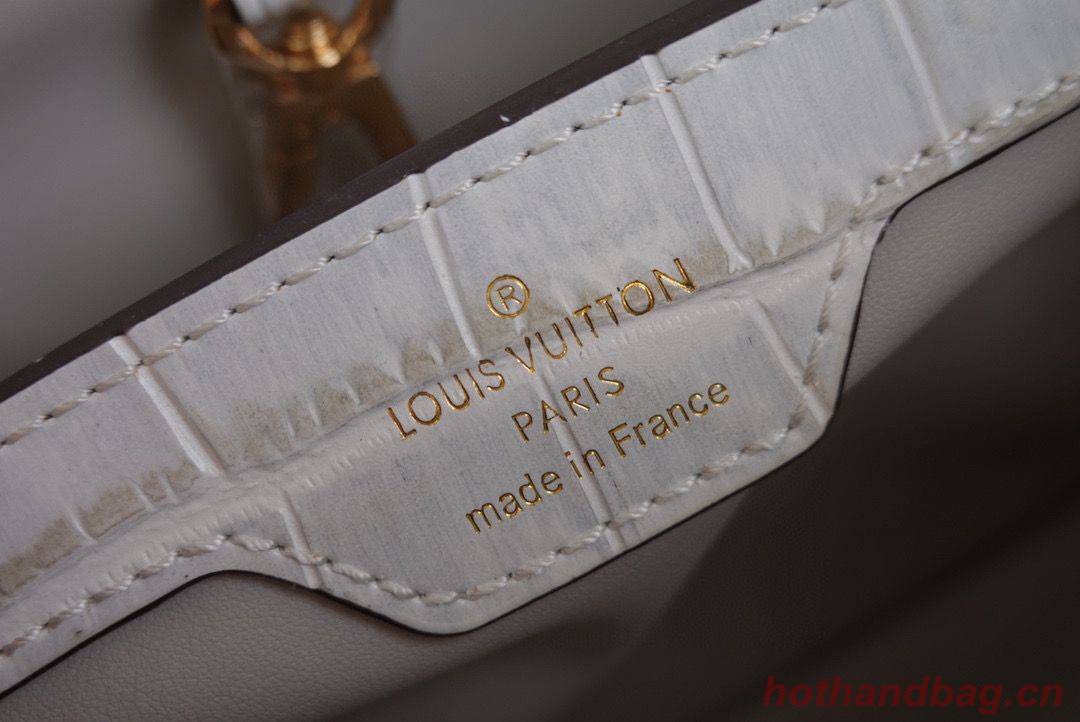 ®
LOUIS VUITTON
PARIS
made in France
hothandbag.cn